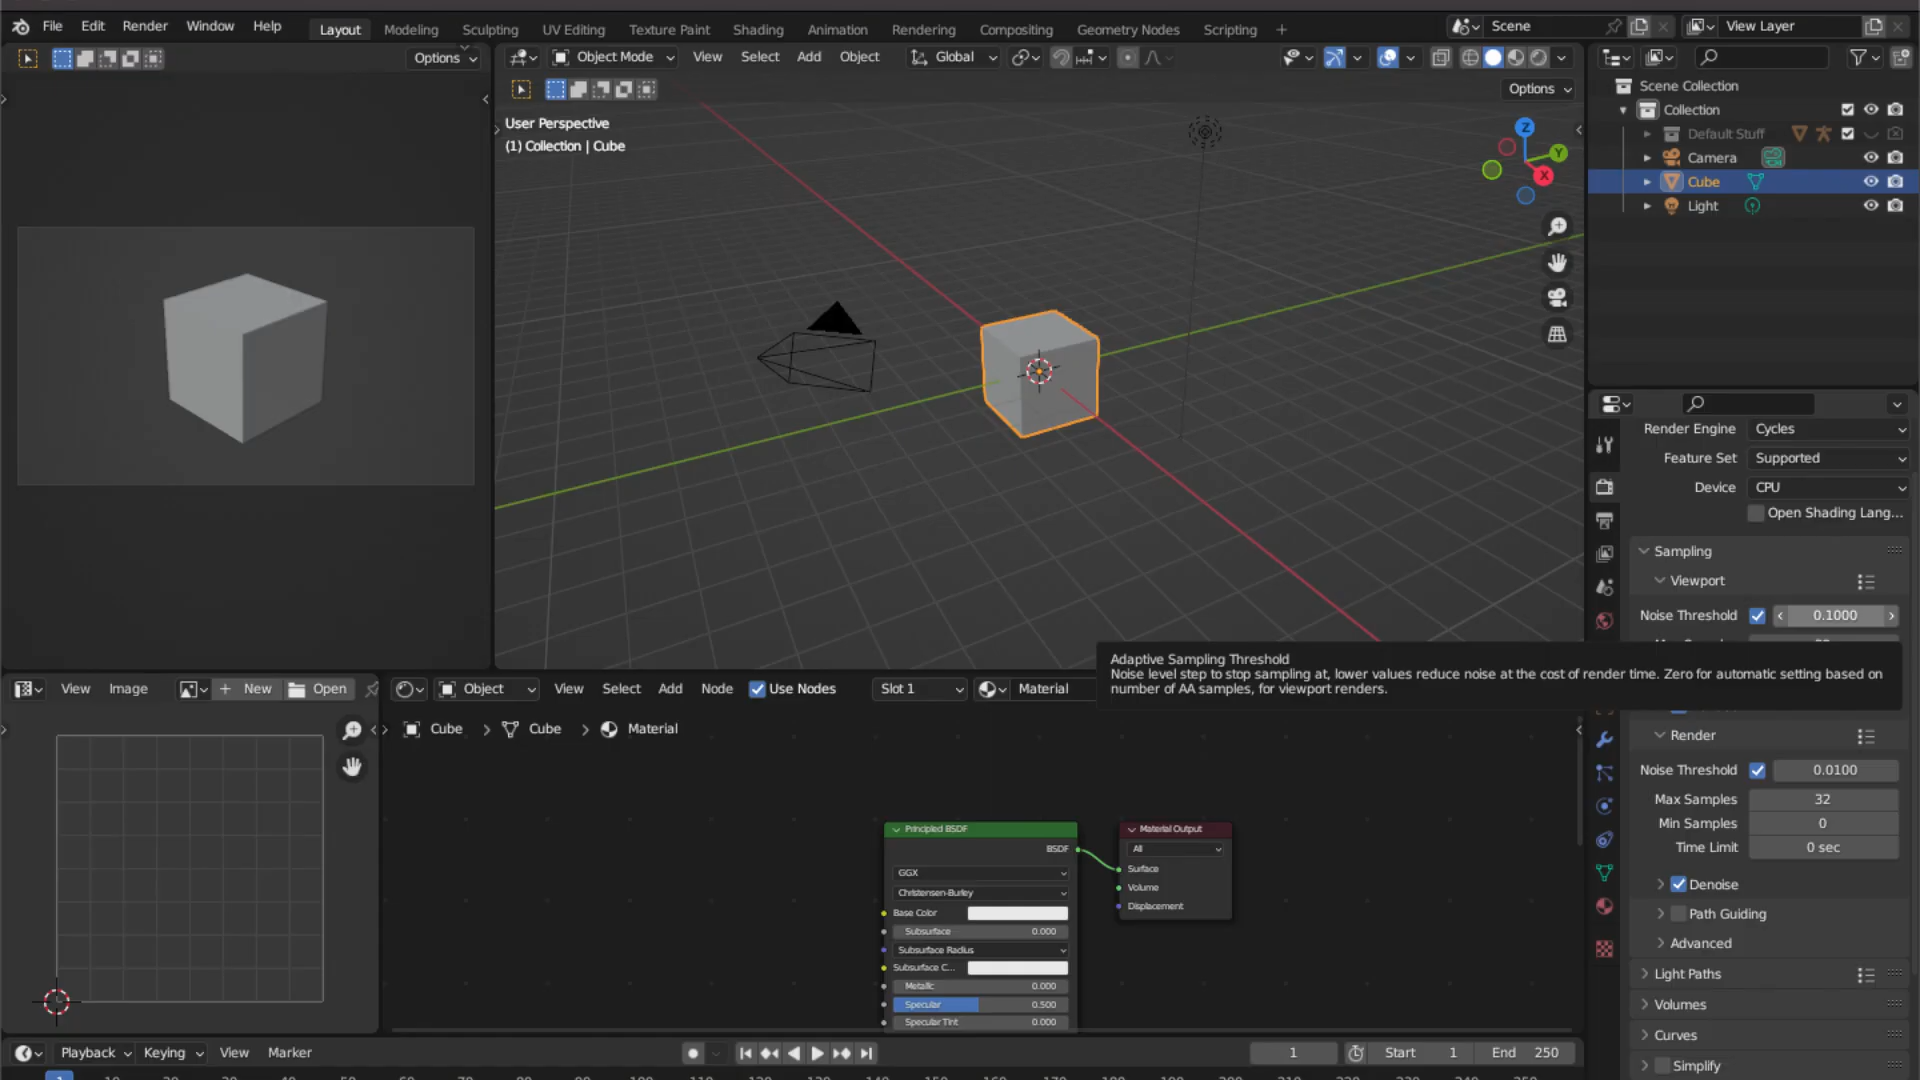 File Edit Render Window Help Layout Modeling Sculpting UV Editing Texture Paint Shading Animation Rendering Compositing Geometry Nodes Scripting + Scene View Layer
Options
Object Mode View Select Add Object Global
Options
User Perspective
(1) Collection | Cube
Z
Y
X
Scene Collection
Collection
Default Stuff
Camera
Cube
Light
Render Engine Cycles
Feature Set Supported
Device CPU
Open Shading Lang...
Sampling
Viewport
Noise Threshold 0.1000
Adaptive Sampling Threshold
Noise level step to stop sampling at, lower values reduce noise at the cost of render time. Zero for automatic setting based on
number of AA samples, for viewport renders.
Render
Noise Threshold 0.0100
Max Samples 32
Min Samples 0
Time Limit 0 sec
Denoise
Path Guiding
Advanced
Light Paths
Volumes
Curves
Simplify
View Image + New Open
Object View Select Add Node Use Nodes Slot 1 Material
Cube > Cube > Material
Principled BSDF
BSDF
GGX
Christensen-Burley
Base Color
Subsurface 0.000
Subsurface Radius
Subsurface C...
Metallic 0.000
Specular 0.500
Specular Tint 0.000
Material Output
All
Surface
Volume
Displacement
Playback Keying View Marker 1 Start 1 End 250